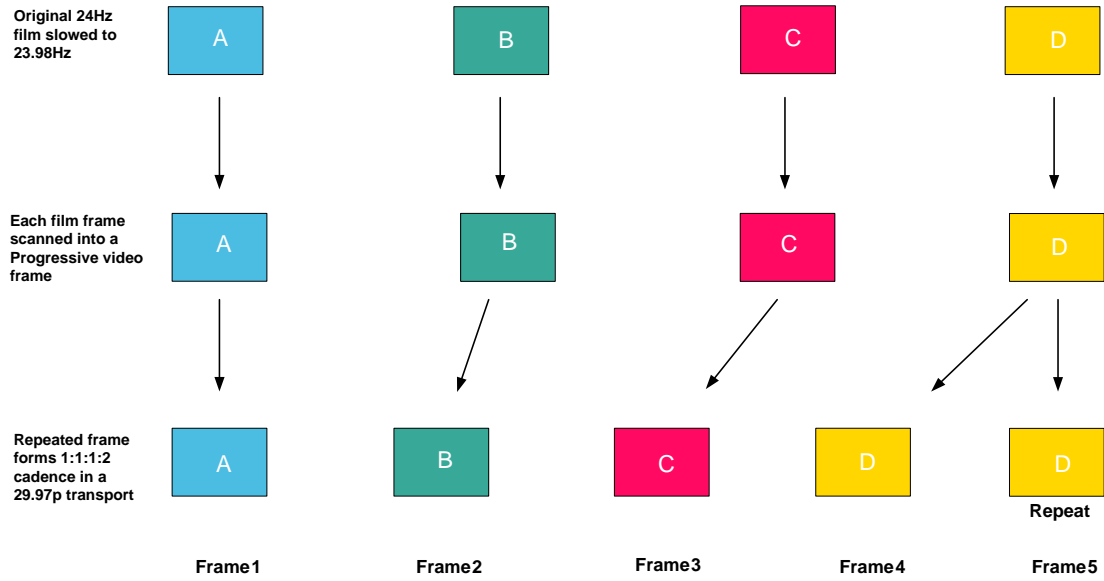 Original 24Hz
film slowed to
23.98Hz
A
B
C
D
Each film frame
scanned into a
Progressive video
frame
A
B
C
D
Repeated frame
forms 1:1:1:2
cadence in a
29.97p transport
A
B
C
D
D
Repeat
Frame1
Frame2
Frame3
Frame4
Frame5